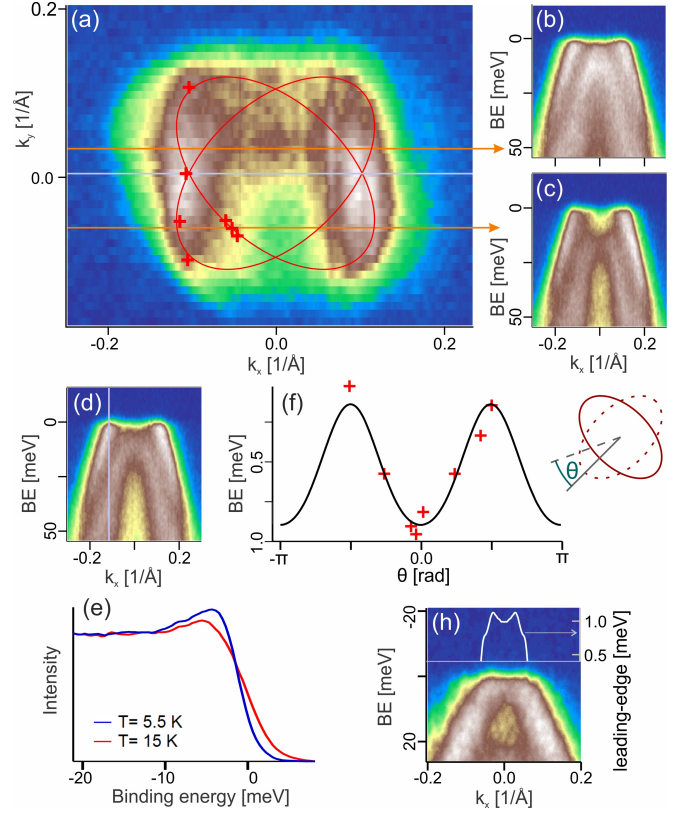 (a)
0.2
k_y [1/Å]
0.0
-0.2
0.0
0.2
k_x [1/Å]
(b)
BE [meV]
0
50
(c)
BE [meV]
0
50
-0.2
0.2
k_x [1/Å]
(d)
BE [meV]
0
50
-0.2
0.2
k_x [1/Å]
(f)
BE [meV]
0.5
1.0
-π
0.0
π
θ [rad]
θ
(e)
Intensity
T= 5.5 K
T= 15 K
-20
-10
0
Binding energy [meV]
(h)
BE [meV]
-20
20
1.0
0.5
leading-edge [meV]
-0.2
0.0
0.2
k_x [1/Å]